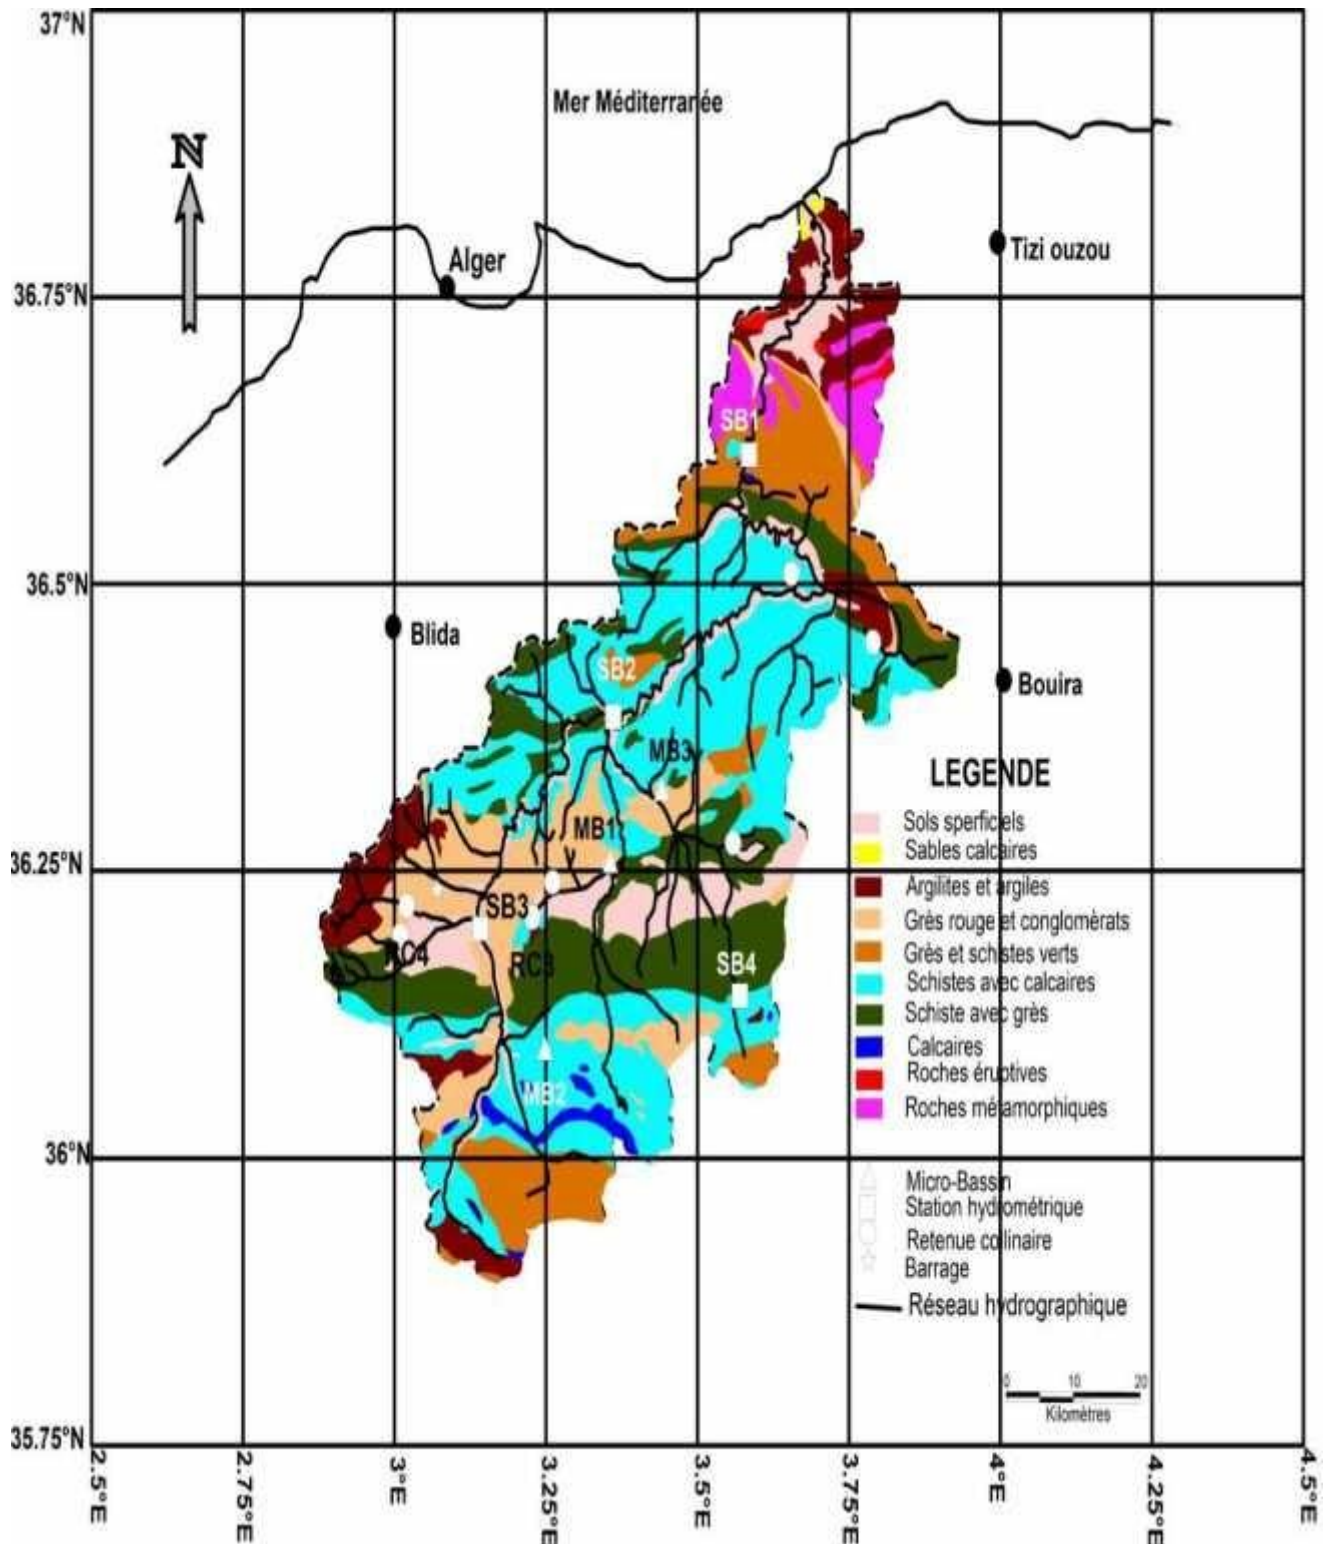 37°N
Mer Méditerranée
N
Alger
Tizi ouzou
36.75°N
SB1
36.5°N
Blida
SB2
Bouira
MB3
LEGENDE
Sols sperficiels
Sables calcaires
Argilites et argiles
Grès rouge et conglomèrats
Grès et schistes verts
Schistes avec calcaires
Schiste avec grès
Calcaires
Roches éruptives
Roches métamorphiques
MB1
36.25°N
SB3
RC4
RC3
SB4
MB2
36°N
Micro-Bassin
Station hydrométrique
Retenue collinaire
Barrage
Réseau hydrographique
0 10 20
Kilomètres
35.75°N
2.5°E
2.75°E
3°E
3.25°E
3.5°E
3.75°E
4°E
4.25°E
4.5°E